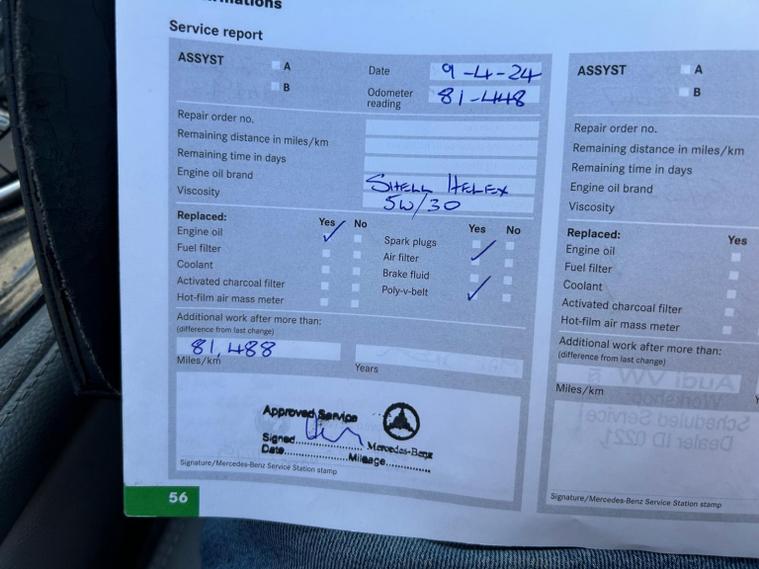 Service report
ASSYST A
B
Date 9-4-24
Odometer reading 81-448
Repair order no.
Remaining distance in miles/km
Remaining time in days
Engine oil brand SHELL HELEX
Viscosity 5W/30
Replaced: Yes No Yes No
Engine oil
Fuel filter
Coolant
Activated charcoal filter
Hot-film air mass meter
Spark plugs
Air filter
Brake fluid
Poly-v-belt
Additional work after more than:
(difference from last change)
81,488
Miles/km
Years
Approved Service
Signed
Mercedes-Benz
Date Mileage
Signature/Mercedes-Benz Service Station stamp
56
ASSYST A
B
Repair order no.
Remaining distance in miles/km
Remaining time in days
Engine oil brand
Viscosity
Replaced: Yes
Engine oil
Fuel filter
Coolant
Activated charcoal filter
Hot-film air mass meter
Additional work after more than:
(difference from last change)
Miles/km
Signature/Mercedes-Benz Service Station stamp